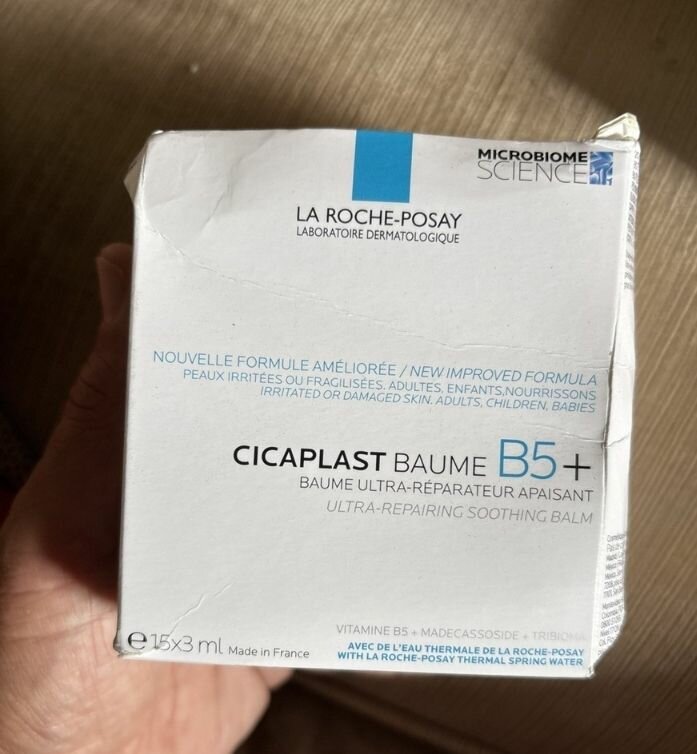 MICROBIOME
SCIENCE
LA ROCHE-POSAY
LABORATOIRE DERMATOLOGIQUE
NOUVELLE FORMULE AMÉLIORÉE / NEW IMPROVED FORMULA
PEAUX IRRITÉES OU FRAGILISÉES. ADULTES, ENFANTS,NOURRISSONS
IRRITATED OR DAMAGED SKIN. ADULTS, CHILDREN, BABIES
CICAPLAST BAUME B5+
BAUME ULTRA-RÉPARATEUR APAISANT
ULTRA-REPAIRING SOOTHING BALM
VITAMINE B5 + MADECASSOSIDE + TRIBIOMA
℮ 15x3 ml Made in France
AVEC DE L'EAU THERMALE DE LA ROCHE-POSAY
WITH LA ROCHE-POSAY THERMAL SPRING WATER